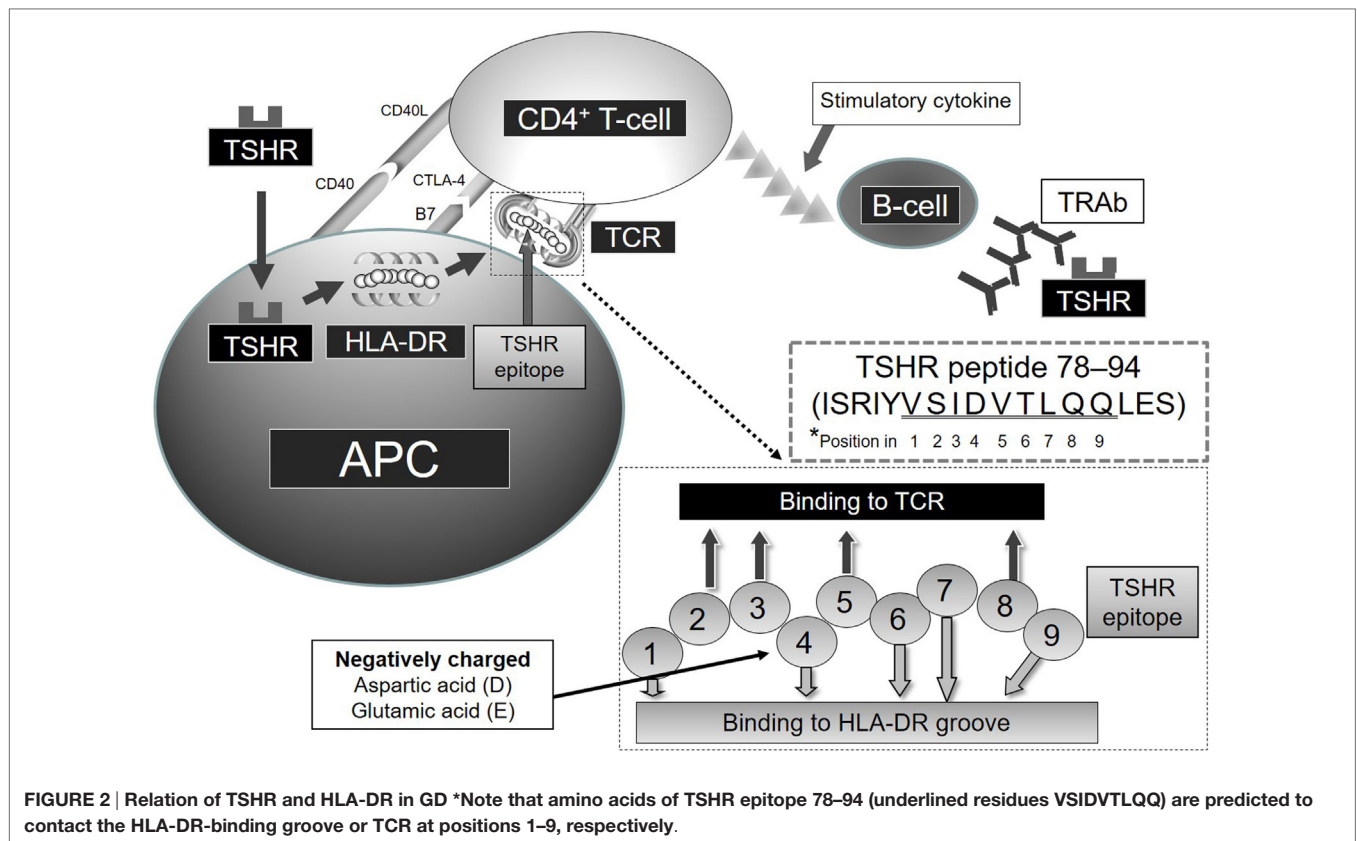 CD40L
CD4+ T-cell
Stimulatory cytokine
TSHR
CD40
CTLA-4
B7
TCR
B-cell
TRAb
TSHR
TSHR
HLA-DR
TSHR
epitope
APC
TSHR peptide 78–94
(ISRIYVSIDVTLQQLES)
*Position in 1 2 3 4 5 6 7 8 9
Binding to TCR
1 2 3 4 5 6 7 8 9
TSHR
epitope
Negatively charged
Aspartic acid (D)
Glutamic acid (E)
Binding to HLA-DR groove
FIGURE 2 | Relation of TSHR and HLA-DR in GD *Note that amino acids of TSHR epitope 78–94 (underlined residues VSIDVTLQQ) are predicted to
contact the HLA-DR-binding groove or TCR at positions 1–9, respectively.